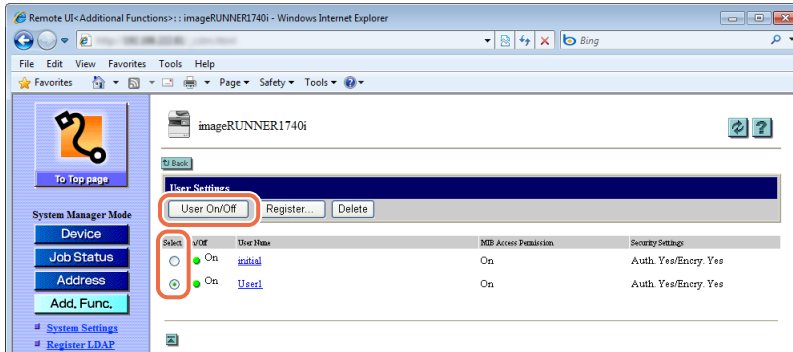 Remote UI<Additional Functions>: : imageRUNNER1740i - Windows Internet Explorer
Bing
File Edit View Favorites Tools Help
Favorites Page Safety Tools
imageRUNNER1740i
To Top page
Back
User Settings
User On/Off Register... Delete
System Manager Mode
Device
Job Status
Address
Add. Func.
System Settings
Register LDAP
Select n/Off User Name MIB Access Permission Security Settings
On initial On Auth. Yes/Encry. Yes
On User1 On Auth. Yes/Encry. Yes